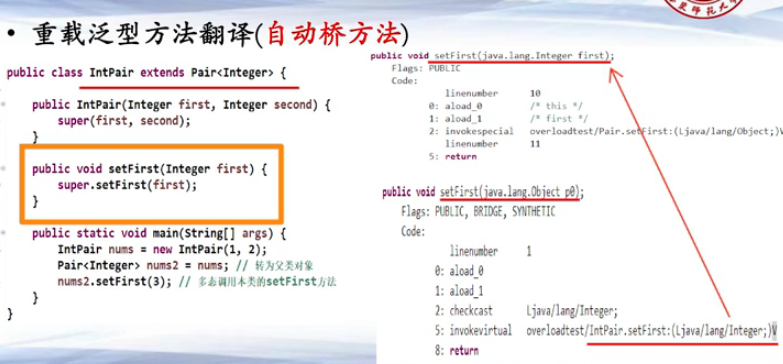 • 重载泛型方法翻译(自动桥方法)
public class IntPair extends Pair<Integer> {
public IntPair(Integer first, Integer second) {
super(first, second);
}
public void setFirst(Integer first) {
super.setFirst(first);
}
public static void main(String[] args) {
IntPair nums = new IntPair(1, 2);
Pair<Integer> nums2 = nums; // 转为父类对象
nums2.setFirst(3); // 多态调用本类的setFirst方法
}
}
public void setFirst(java.lang.Integer first);
Flags: PUBLIC
Code:
linenumber 10
0: aload_0 /* this */
1: aload_1 /* first */
2: invokespecial overloadtest/Pair.setFirst:(Ljava/lang/Object;)V
linenumber 11
5: return
public void setFirst(java.lang.Object p0);
Flags: PUBLIC, BRIDGE, SYNTHETIC
Code:
linenumber 1
0: aload_0
1: aload_1
2: checkcast Ljava/lang/Integer;
5: invokevirtual overloadtest/IntPair.setFirst:(Ljava/lang/Integer;)V
8: return